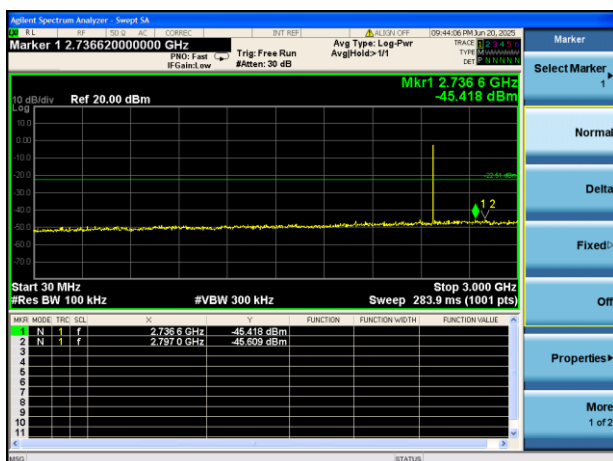 Agilent Spectrum Analyzer - Swept SA
RL RF 50 Ω AC CORREC INT REF ALIGN OFF 09:44:06 PM Jun 20, 2025
Marker 1 2.736620000000 GHz
PNO: Fast
IFGain:Low
Trig: Free Run
#Atten: 30 dB
Avg Type: Log-Pwr
Avg|Hold:>1/1
TRACE 1 2 3 4 5 6
TYPE M WWWWW
DET P N N N N N
Mkr1 2.736 6 GHz
-45.418 dBm
10 dB/div Ref 20.00 dBm
Log
10.0
0.00
-10.0
-20.0
-30.0
-40.0
-50.0
-60.0
-70.0
-22.51 dBm
1 2
Start 30 MHz Stop 3.000 GHz
#Res BW 100 kHz #VBW 300 kHz Sweep 283.9 ms (1001 pts)
MKR MODE TRC SCL X Y FUNCTION FUNCTION WIDTH FUNCTION VALUE
1 N 1 f 2.736 6 GHz -45.418 dBm
2 N 1 f 2.797 0 GHz -45.609 dBm
3
4
5
6
7
8
9
10
11
MSG STATUS
Marker
Select Marker
1
Normal
Delta
Fixed
Off
Properties
More
1 of 2